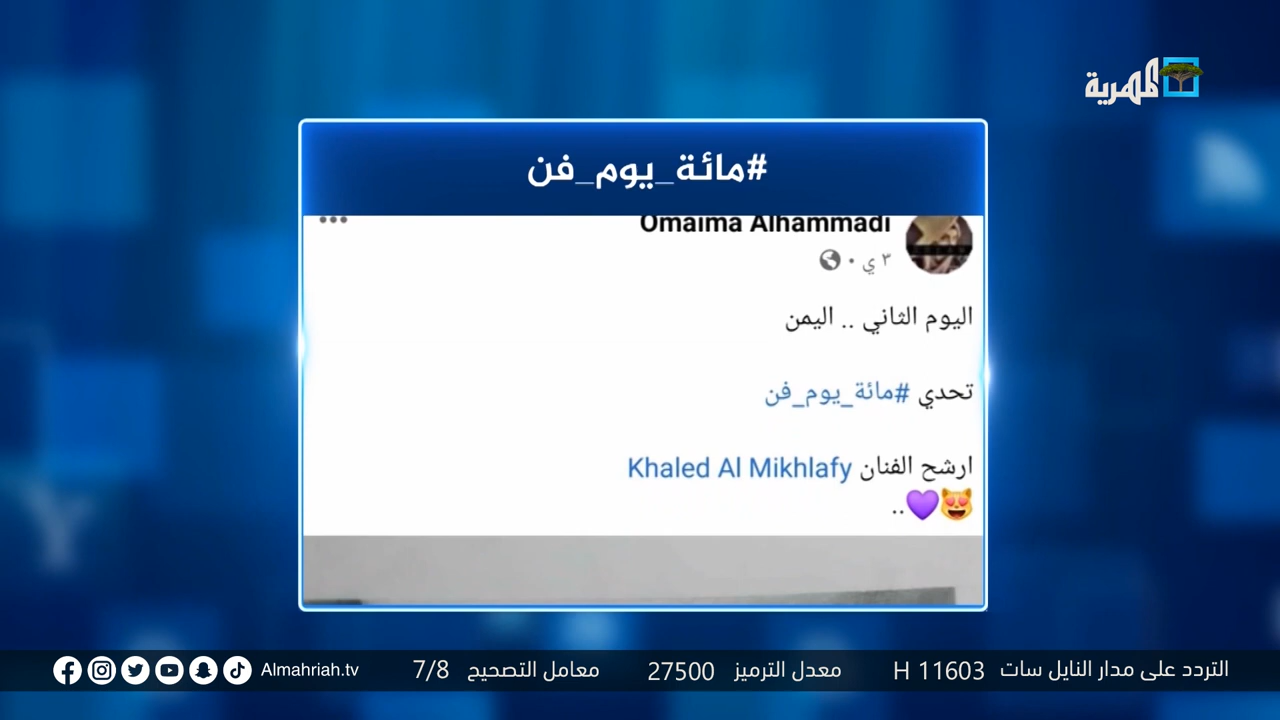 المهرية
#مائة_يوم_فن
Omaima Alhammadi
٣ ي
اليوم الثاني .. اليمن
تحدي #مائة_يوم_فن
ارشح الفنان Khaled Al Mikhlafy
😻💜..
التردد على مدار النايل سات 11603 H معدل الترميز 27500 معامل التصحيح 7/8 Almahriah.tv